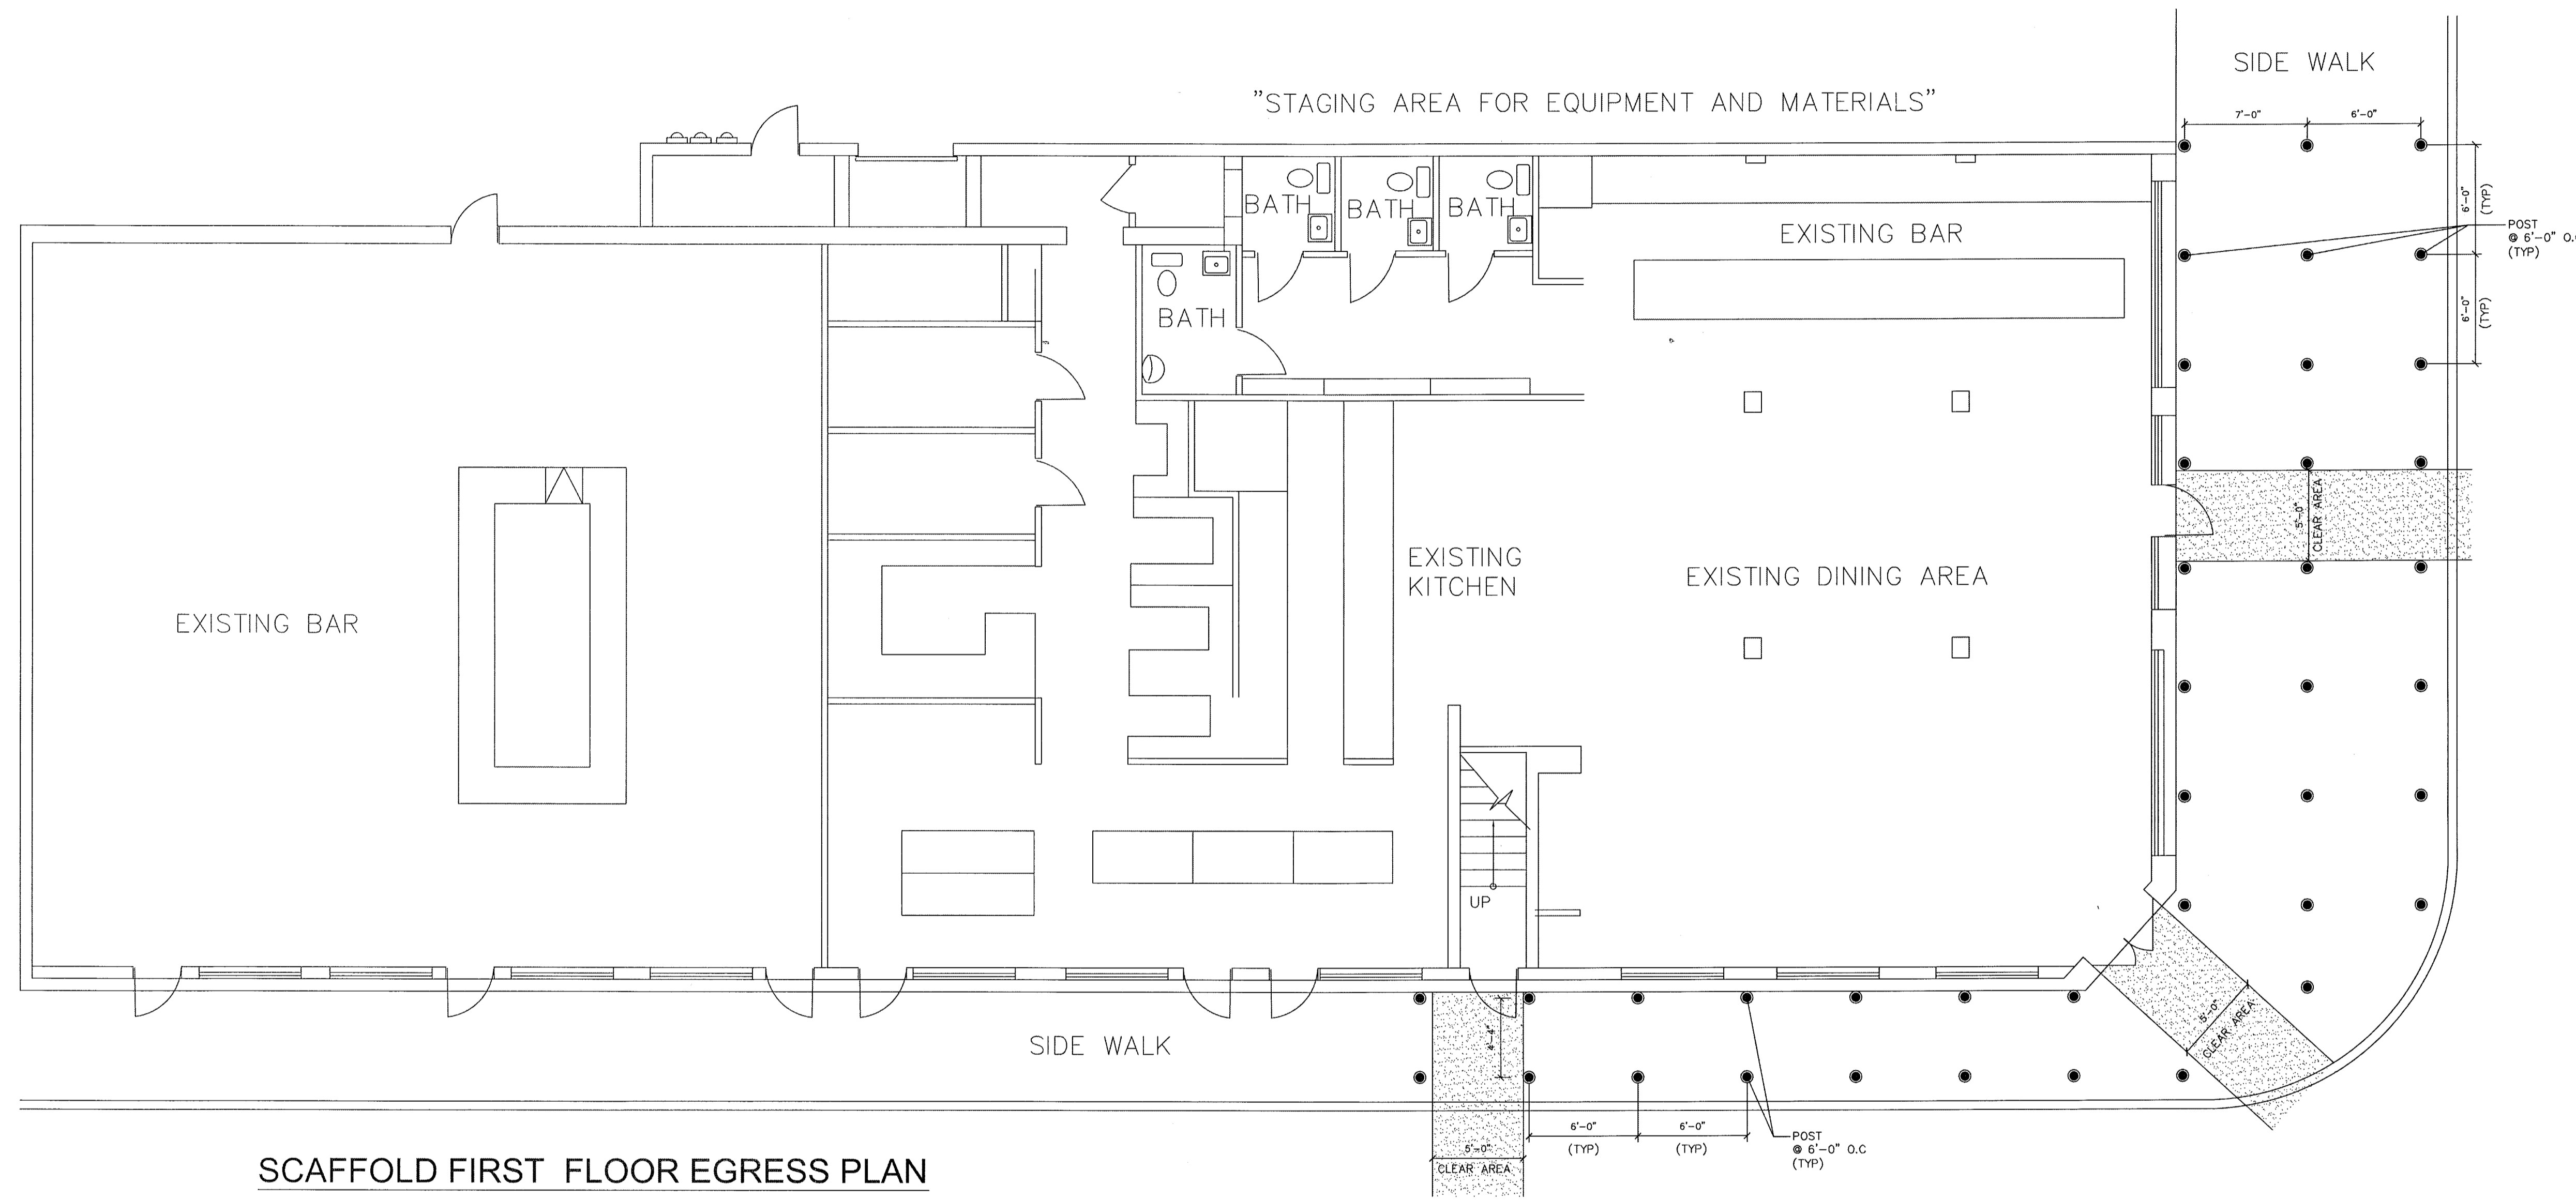 SIDE WALK
"STAGING AREA FOR EQUIPMENT AND MATERIALS"
7'-0"
6'-0"
6'-0"
(TYP)
BATH
BATH
BATH
EXISTING BAR
POST
@ 6'-0" O.C
(TYP)
BATH
6'-0"
(TYP)
5'-0"
CLEAR AREA
EXISTING
KITCHEN
EXISTING DINING AREA
EXISTING BAR
UP
5'-0"
CLEAR AREA
SIDE WALK
4'-4"
6'-0"
(TYP)
6'-0"
(TYP)
POST
@ 6'-0" O.C
(TYP)
5'-0"
CLEAR AREA
SCAFFOLD FIRST FLOOR EGRESS PLAN